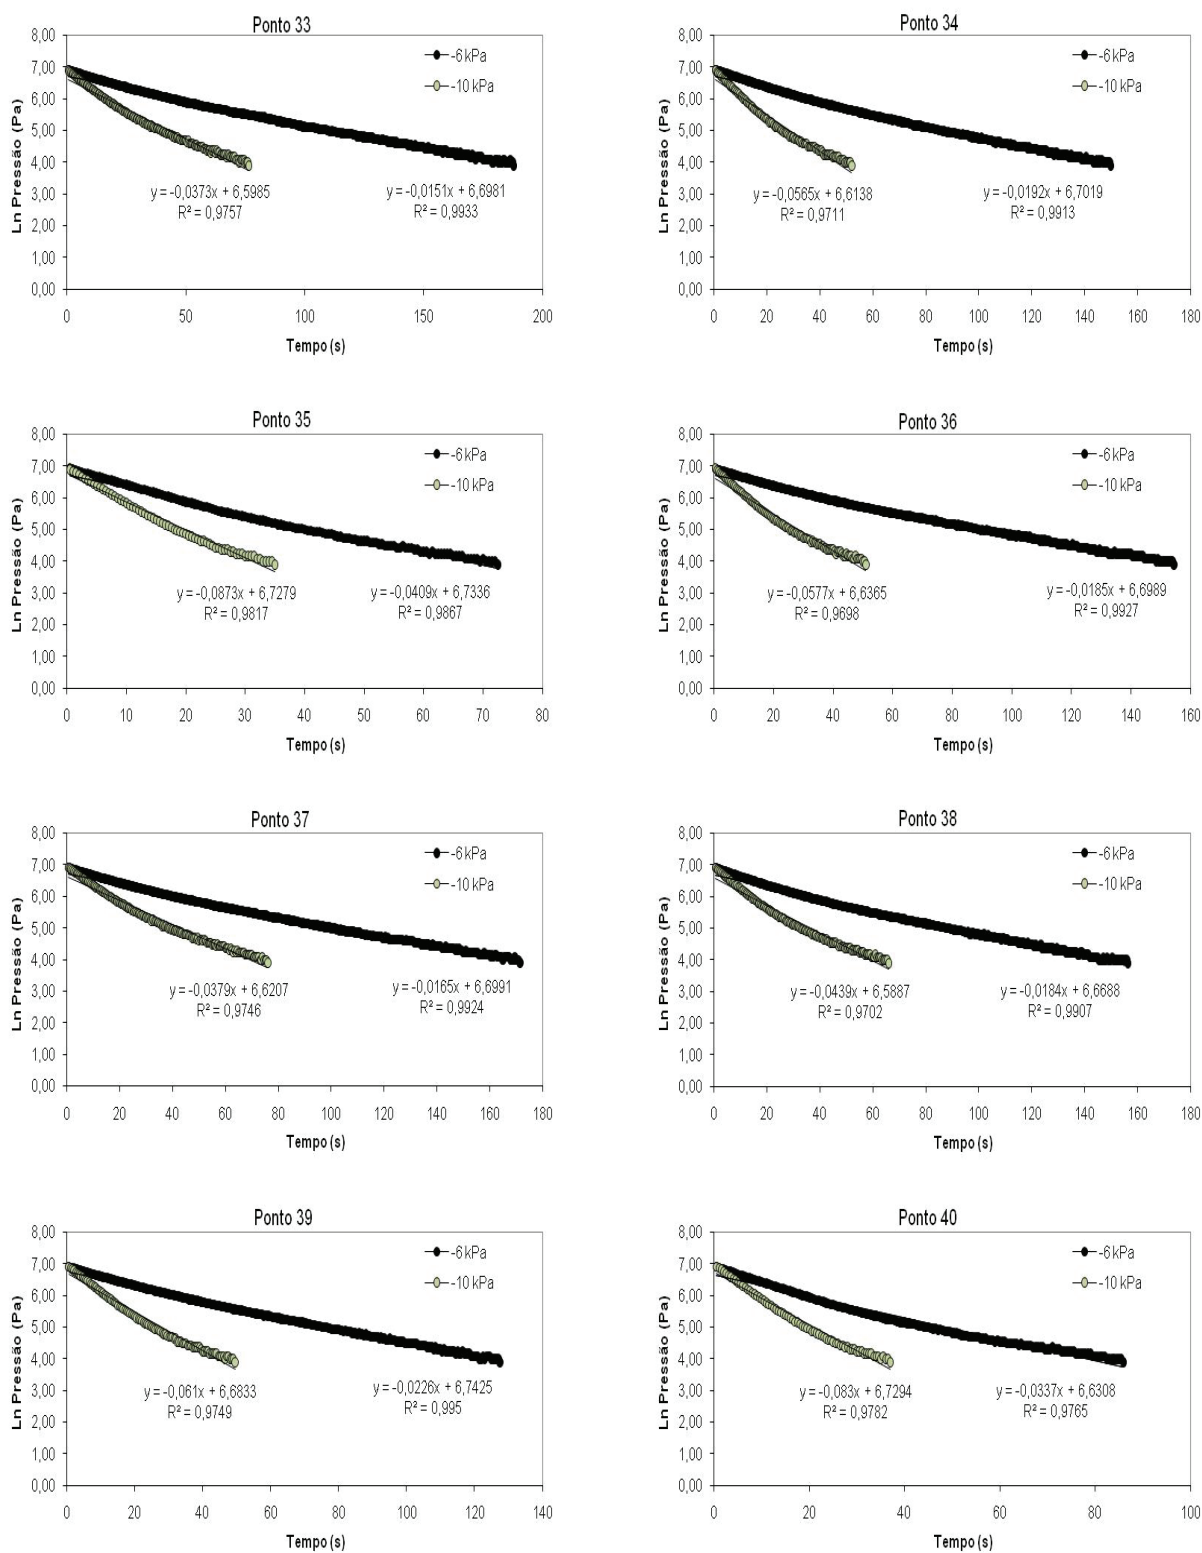 Ponto 33
8,00
7,00
6,00
5,00
4,00
3,00
2,00
1,00
0,00
Ln Pressão (Pa)
-6 kPa
-10 kPa
y = -0,0373x + 6,5985
R² = 0,9757
y = -0,0151x + 6,6981
R² = 0,9933
0 50 100 150 200
Tempo (s)
Ponto 34
8,00
7,00
6,00
5,00
4,00
3,00
2,00
1,00
0,00
Ln Pressão (Pa)
-6 kPa
-10 kPa
y = -0,0565x + 6,6138
R² = 0,9711
y = -0,0192x + 6,7019
R² = 0,9913
0 20 40 60 80 100 120 140 160 180
Tempo (s)
Ponto 35
8,00
7,00
6,00
5,00
4,00
3,00
2,00
1,00
0,00
Ln Pressão (Pa)
-6 kPa
-10 kPa
y = -0,0873x + 6,7279
R² = 0,9817
y = -0,0409x + 6,7336
R² = 0,9867
0 10 20 30 40 50 60 70 80
Tempo (s)
Ponto 36
8,00
7,00
6,00
5,00
4,00
3,00
2,00
1,00
0,00
Ln Pressão (Pa)
-6 kPa
-10 kPa
y = -0,0577x + 6,6365
R² = 0,9698
y = -0,0185x + 6,6989
R² = 0,9927
0 20 40 60 80 100 120 140 160
Tempo (s)
Ponto 37
8,00
7,00
6,00
5,00
4,00
3,00
2,00
1,00
0,00
Ln Pressão (Pa)
-6 kPa
-10 kPa
y = -0,0379x + 6,6207
R² = 0,9746
y = -0,0165x + 6,6991
R² = 0,9924
0 20 40 60 80 100 120 140 160 180
Tempo (s)
Ponto 38
8,00
7,00
6,00
5,00
4,00
3,00
2,00
1,00
0,00
Ln Pressão (Pa)
-6 kPa
-10 kPa
y = -0,0439x + 6,5887
R² = 0,9702
y = -0,0184x + 6,6688
R² = 0,9907
0 20 40 60 80 100 120 140 160 180
Tempo (s)
Ponto 39
8,00
7,00
6,00
5,00
4,00
3,00
2,00
1,00
0,00
Ln Pressão (Pa)
-6 kPa
-10 kPa
y = -0,061x + 6,6833
R² = 0,9749
y = -0,0226x + 6,7425
R² = 0,995
0 20 40 60 80 100 120 140
Tempo (s)
Ponto 40
8,00
7,00
6,00
5,00
4,00
3,00
2,00
1,00
0,00
Ln Pressão (Pa)
-6 kPa
-10 kPa
y = -0,083x + 6,7294
R² = 0,9782
y = -0,0337x + 6,6308
R² = 0,9765
0 20 40 60 80 100
Tempo (s)